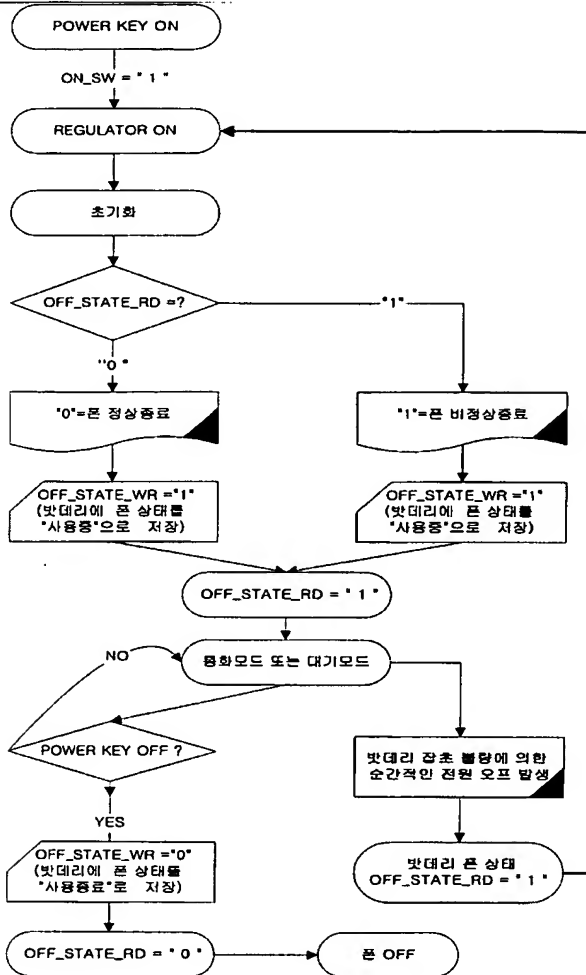 POWER KEY ON
ON_SW = "1"
REGULATOR ON
초기화
OFF_STATE_RD =?
"1"
"0"
"0"=폰 정상종료
"1"=폰 비정상종료
OFF_STATE_WR ="1"
(밧데리에 폰 상태를
"사용중"으로 저장)
OFF_STATE_WR ="1"
(밧데리에 폰 상태를
"사용중"으로 저장)
OFF_STATE_RD = "1"
통화모드 또는 대기모드
NO
POWER KEY OFF ?
밧데리 접촉 불량에 의한
순간적인 전원 오프 발생
YES
OFF_STATE_WR ="0"
(밧데리에 폰 상태를
"사용종료"로 저장)
밧데리 폰 상태
OFF_STATE_RD = "1"
OFF_STATE_RD = "0"
폰 OFF